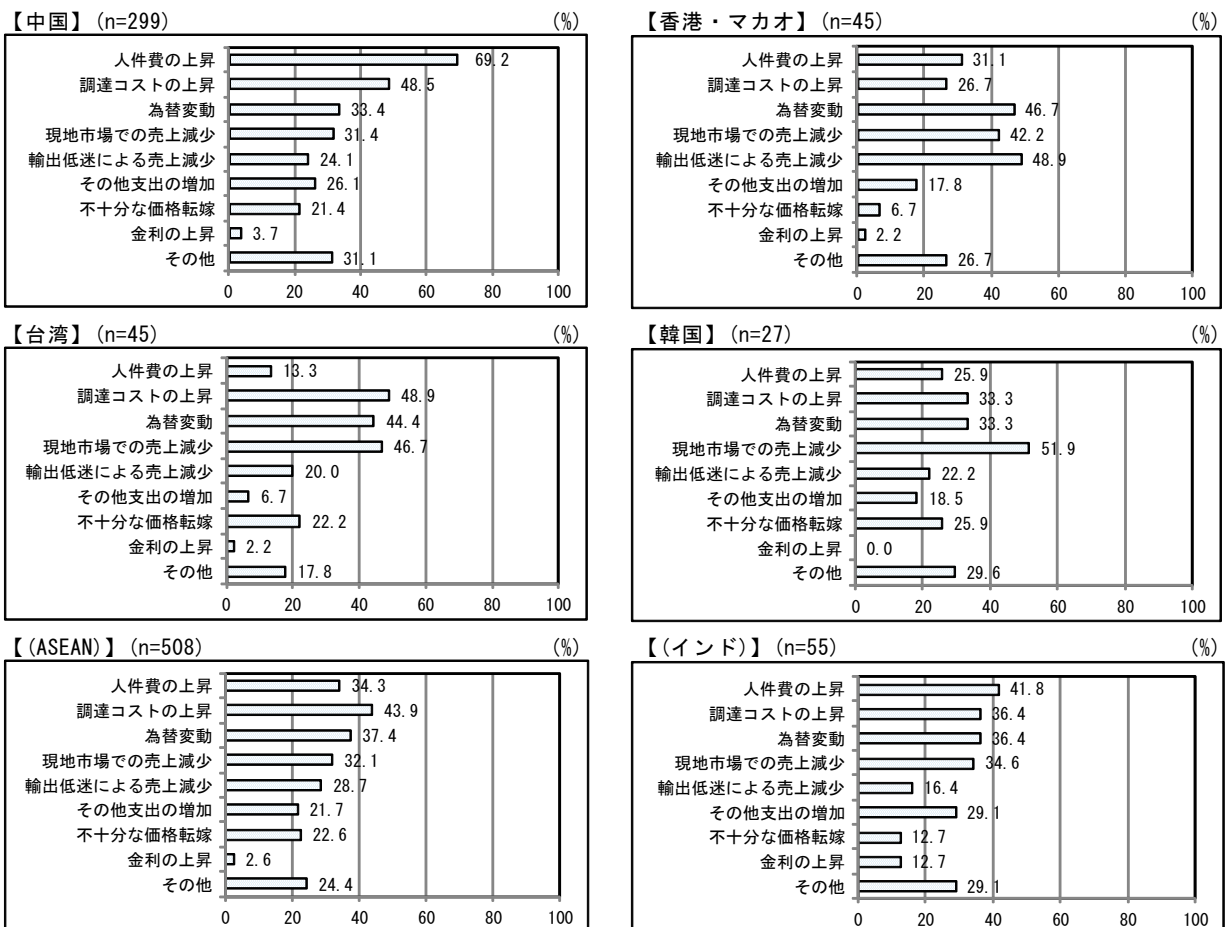 【中国】(n=299) (%)
人件費の上昇 69.2
調達コストの上昇 48.5
為替変動 33.4
現地市場での売上減少 31.4
輸出低迷による売上減少 24.1
その他支出の増加 26.1
不十分な価格転嫁 21.4
金利の上昇 3.7
その他 31.1
0 20 40 60 80 100
【香港・マカオ】(n=45) (%)
人件費の上昇 31.1
調達コストの上昇 26.7
為替変動 46.7
現地市場での売上減少 42.2
輸出低迷による売上減少 48.9
その他支出の増加 17.8
不十分な価格転嫁 6.7
金利の上昇 2.2
その他 26.7
0 20 40 60 80 100
【台湾】(n=45) (%)
人件費の上昇 13.3
調達コストの上昇 48.9
為替変動 44.4
現地市場での売上減少 46.7
輸出低迷による売上減少 20.0
その他支出の増加 6.7
不十分な価格転嫁 22.2
金利の上昇 2.2
その他 17.8
0 20 40 60 80 100
【韓国】(n=27) (%)
人件費の上昇 25.9
調達コストの上昇 33.3
為替変動 33.3
現地市場での売上減少 51.9
輸出低迷による売上減少 22.2
その他支出の増加 18.5
不十分な価格転嫁 25.9
金利の上昇 0.0
その他 29.6
0 20 40 60 80 100
【(ASEAN)】(n=508) (%)
人件費の上昇 34.3
調達コストの上昇 43.9
為替変動 37.4
現地市場での売上減少 32.1
輸出低迷による売上減少 28.7
その他支出の増加 21.7
不十分な価格転嫁 22.6
金利の上昇 2.6
その他 24.4
0 20 40 60 80 100
【(インド)】(n=55) (%)
人件費の上昇 41.8
調達コストの上昇 36.4
為替変動 36.4
現地市場での売上減少 34.6
輸出低迷による売上減少 16.4
その他支出の増加 29.1
不十分な価格転嫁 12.7
金利の上昇 12.7
その他 29.1
0 20 40 60 80 100